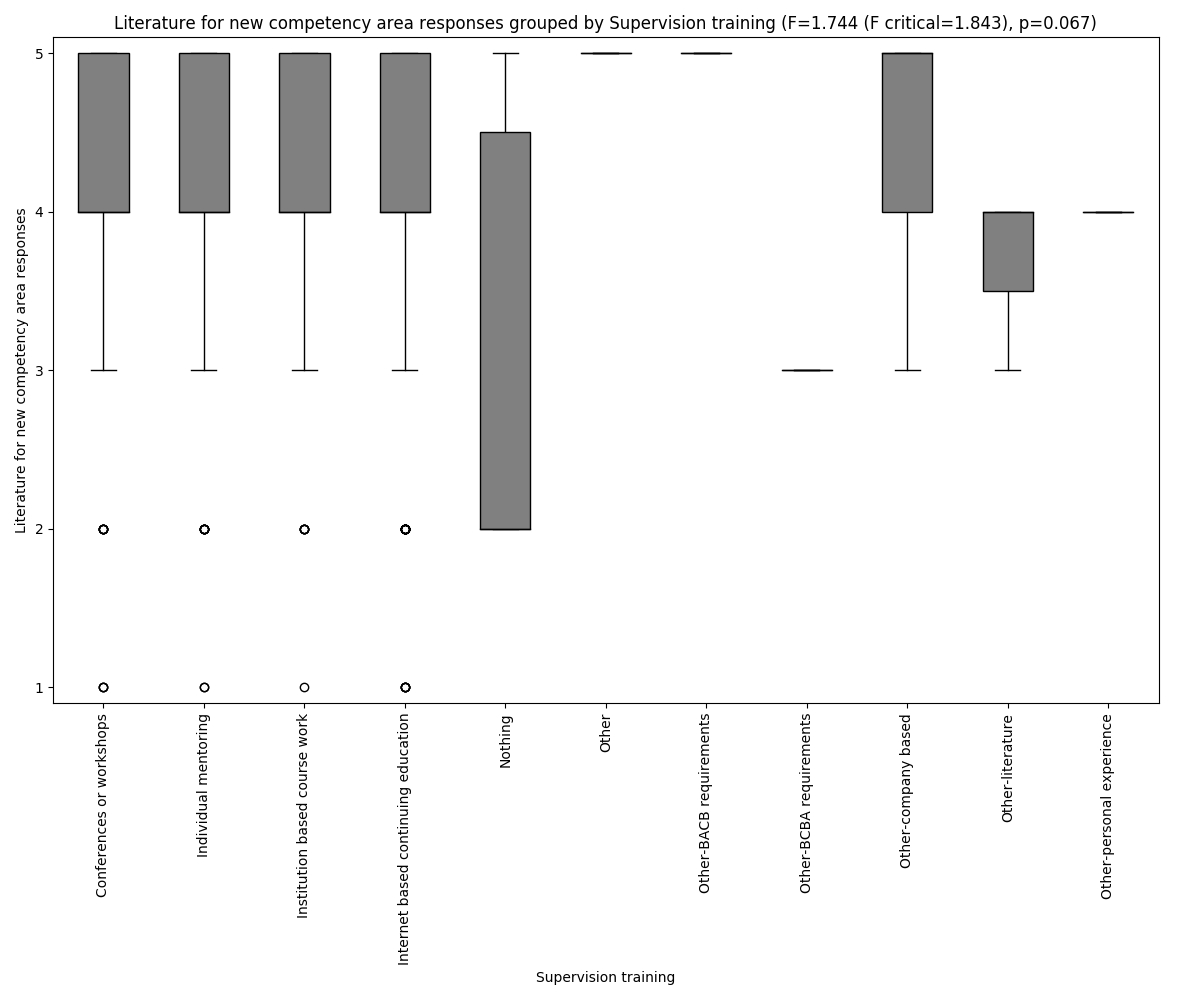 Literature for new competency area responses grouped by Supervision training (F=1.744 (F critical=1.843), p=0.067)
Literature for new competency area responses
5
4
3
2
1
Conferences or workshops
Individual mentoring
Institution based course work
Internet based continuing education
Nothing
Other
Other-BACB requirements
Other-BCBA requirements
Other-company based
Other-literature
Other-personal experience
Supervision training